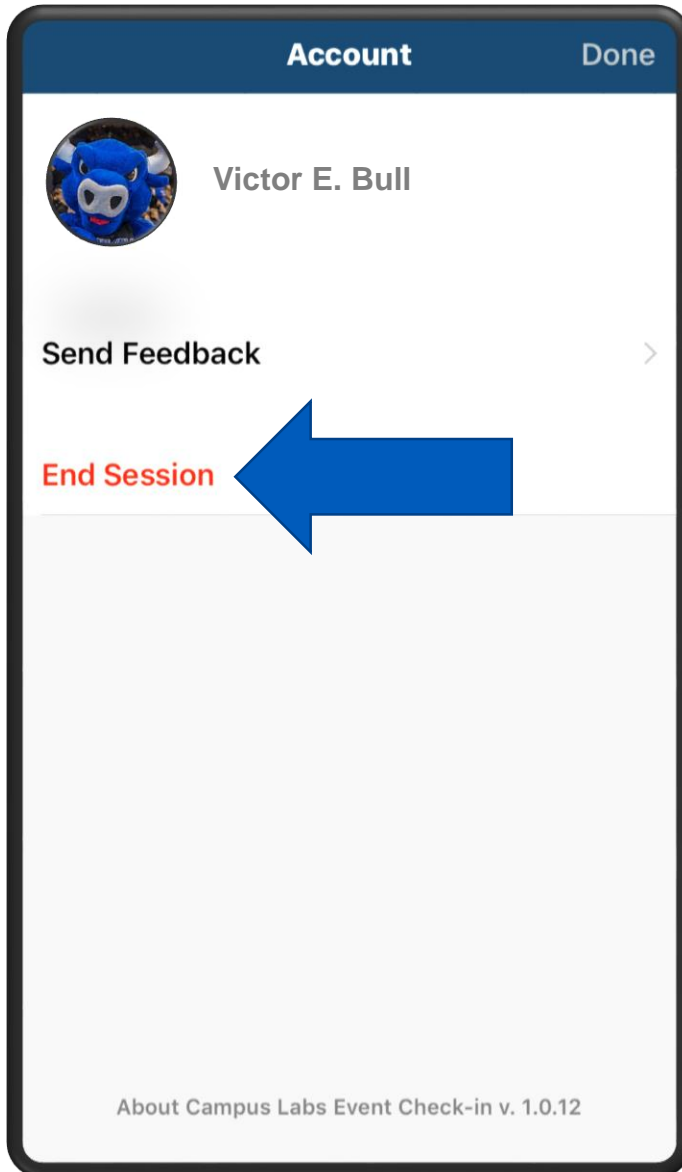 Account
Done
Victor E. Bull
Send Feedback
End Session
About Campus Labs Event Check-in v. 1.0.12